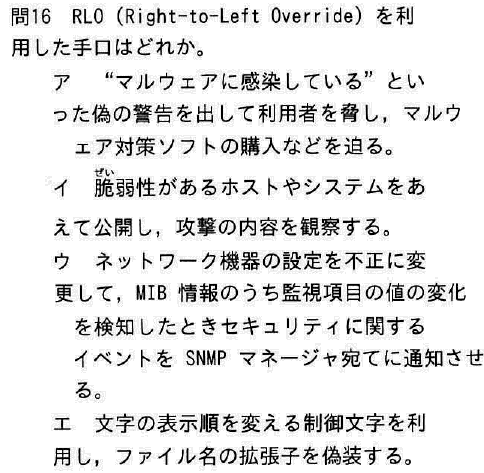 問16 RLO (Right-to-Left Override) を利
用した手口はどれか。
ア “マルウェアに感染している”とい
った偽の警告を出して利用者を脅し，マルウ
ェア対策ソフトの購入などを迫る。
ぜい
イ 脆弱性があるホストやシステムをあ
えて公開し，攻撃の内容を観察する。
ウ ネットワーク機器の設定を不正に変
更して，MIB 情報のうち監視項目の値の変化
を検知したときセキュリティに関する
イベントを SNMP マネージャ宛てに通知させ
る。
エ 文字の表示順を変える制御文字を利
用し，ファイル名の拡張子を偽装する。